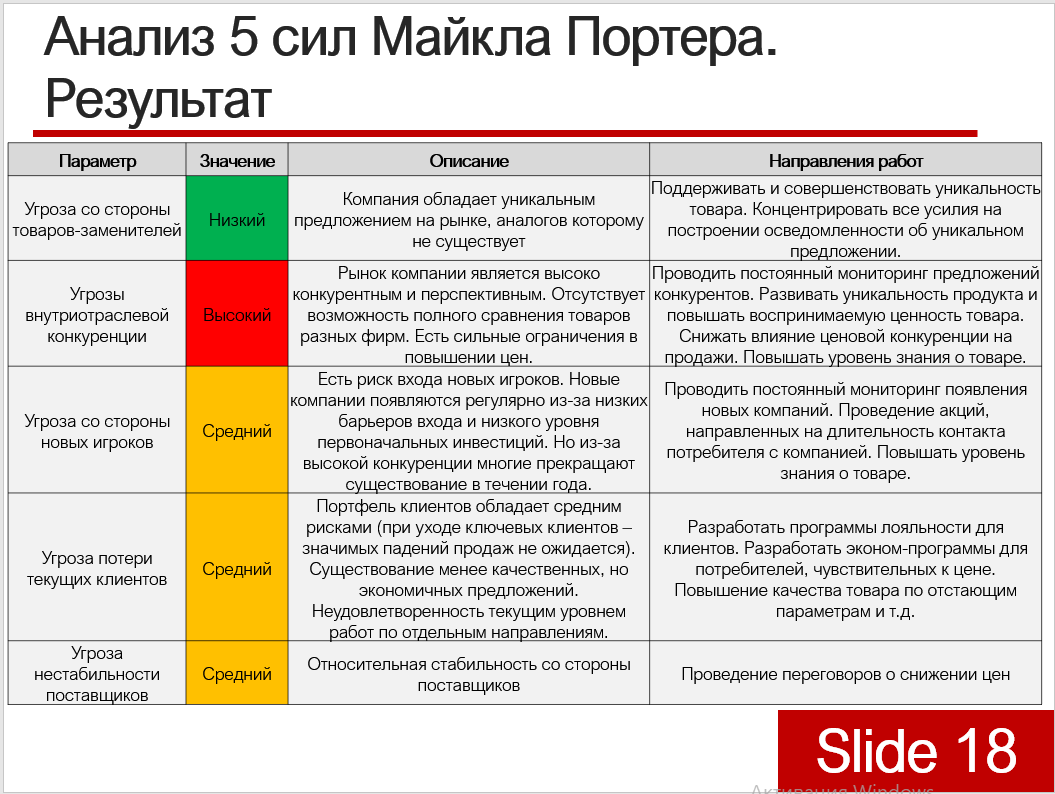 Анализ 5 сил Майкла Портера.
Результат
Параметр
Значение
Описание
Направления работ
Угроза со стороны
товаров-заменителей
Низкий
Компания обладает уникальным
предложением на рынке, аналогов которому
не существует
Поддерживать и совершенствовать уникальность
товара. Концентрировать все усилия на
построении осведомленности об уникальном
предложении.
Угрозы
внутриотраслевой
конкуренции
Высокий
Рынок компании является высоко
конкурентным и перспективным. Отсутствует
возможность полного сравнения товаров
разных фирм. Есть сильные ограничения в
повышении цен.
Проводить постоянный мониторинг предложений
конкурентов. Развивать уникальность продукта и
повышать воспринимаемую ценность товара.
Снижать влияние ценовой конкуренции на
продажи. Повышать уровень знания о товаре.
Угроза со стороны
новых игроков
Средний
Есть риск входа новых игроков. Новые
компании появляются регулярно из-за низких
барьеров входа и низкого уровня
первоначальных инвестиций. Но из-за
высокой конкуренции многие прекращают
существование в течении года.
Проводить постоянный мониторинг появления
новых компаний. Проведение акций,
направленных на длительность контакта
потребителя с компанией. Повышать уровень
знания о товаре.
Угроза потери
текущих клиентов
Средний
Портфель клиентов обладает средним
рисками (при уходе ключевых клиентов –
значимых падений продаж не ожидается).
Существование менее качественных, но
экономичных предложений.
Неудовлетворенность текущим уровнем
работ по отдельным направлениям.
Разработать программы лояльности для
клиентов. Разработать эконом-программы для
потребителей, чувствительных к цене.
Повышение качества товара по отстающим
параметрам и т.д.
Угроза
нестабильности
поставщиков
Средний
Относительная стабильность со стороны
поставщиков
Проведение переговоров о снижении цен
Slide 18
Активация Windows